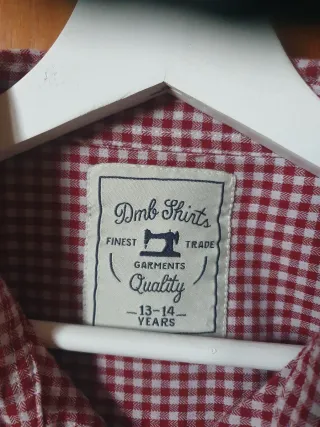 Dmb Shirts
FINEST TRADE
GARMENTS
Quality
13-14
YEARS